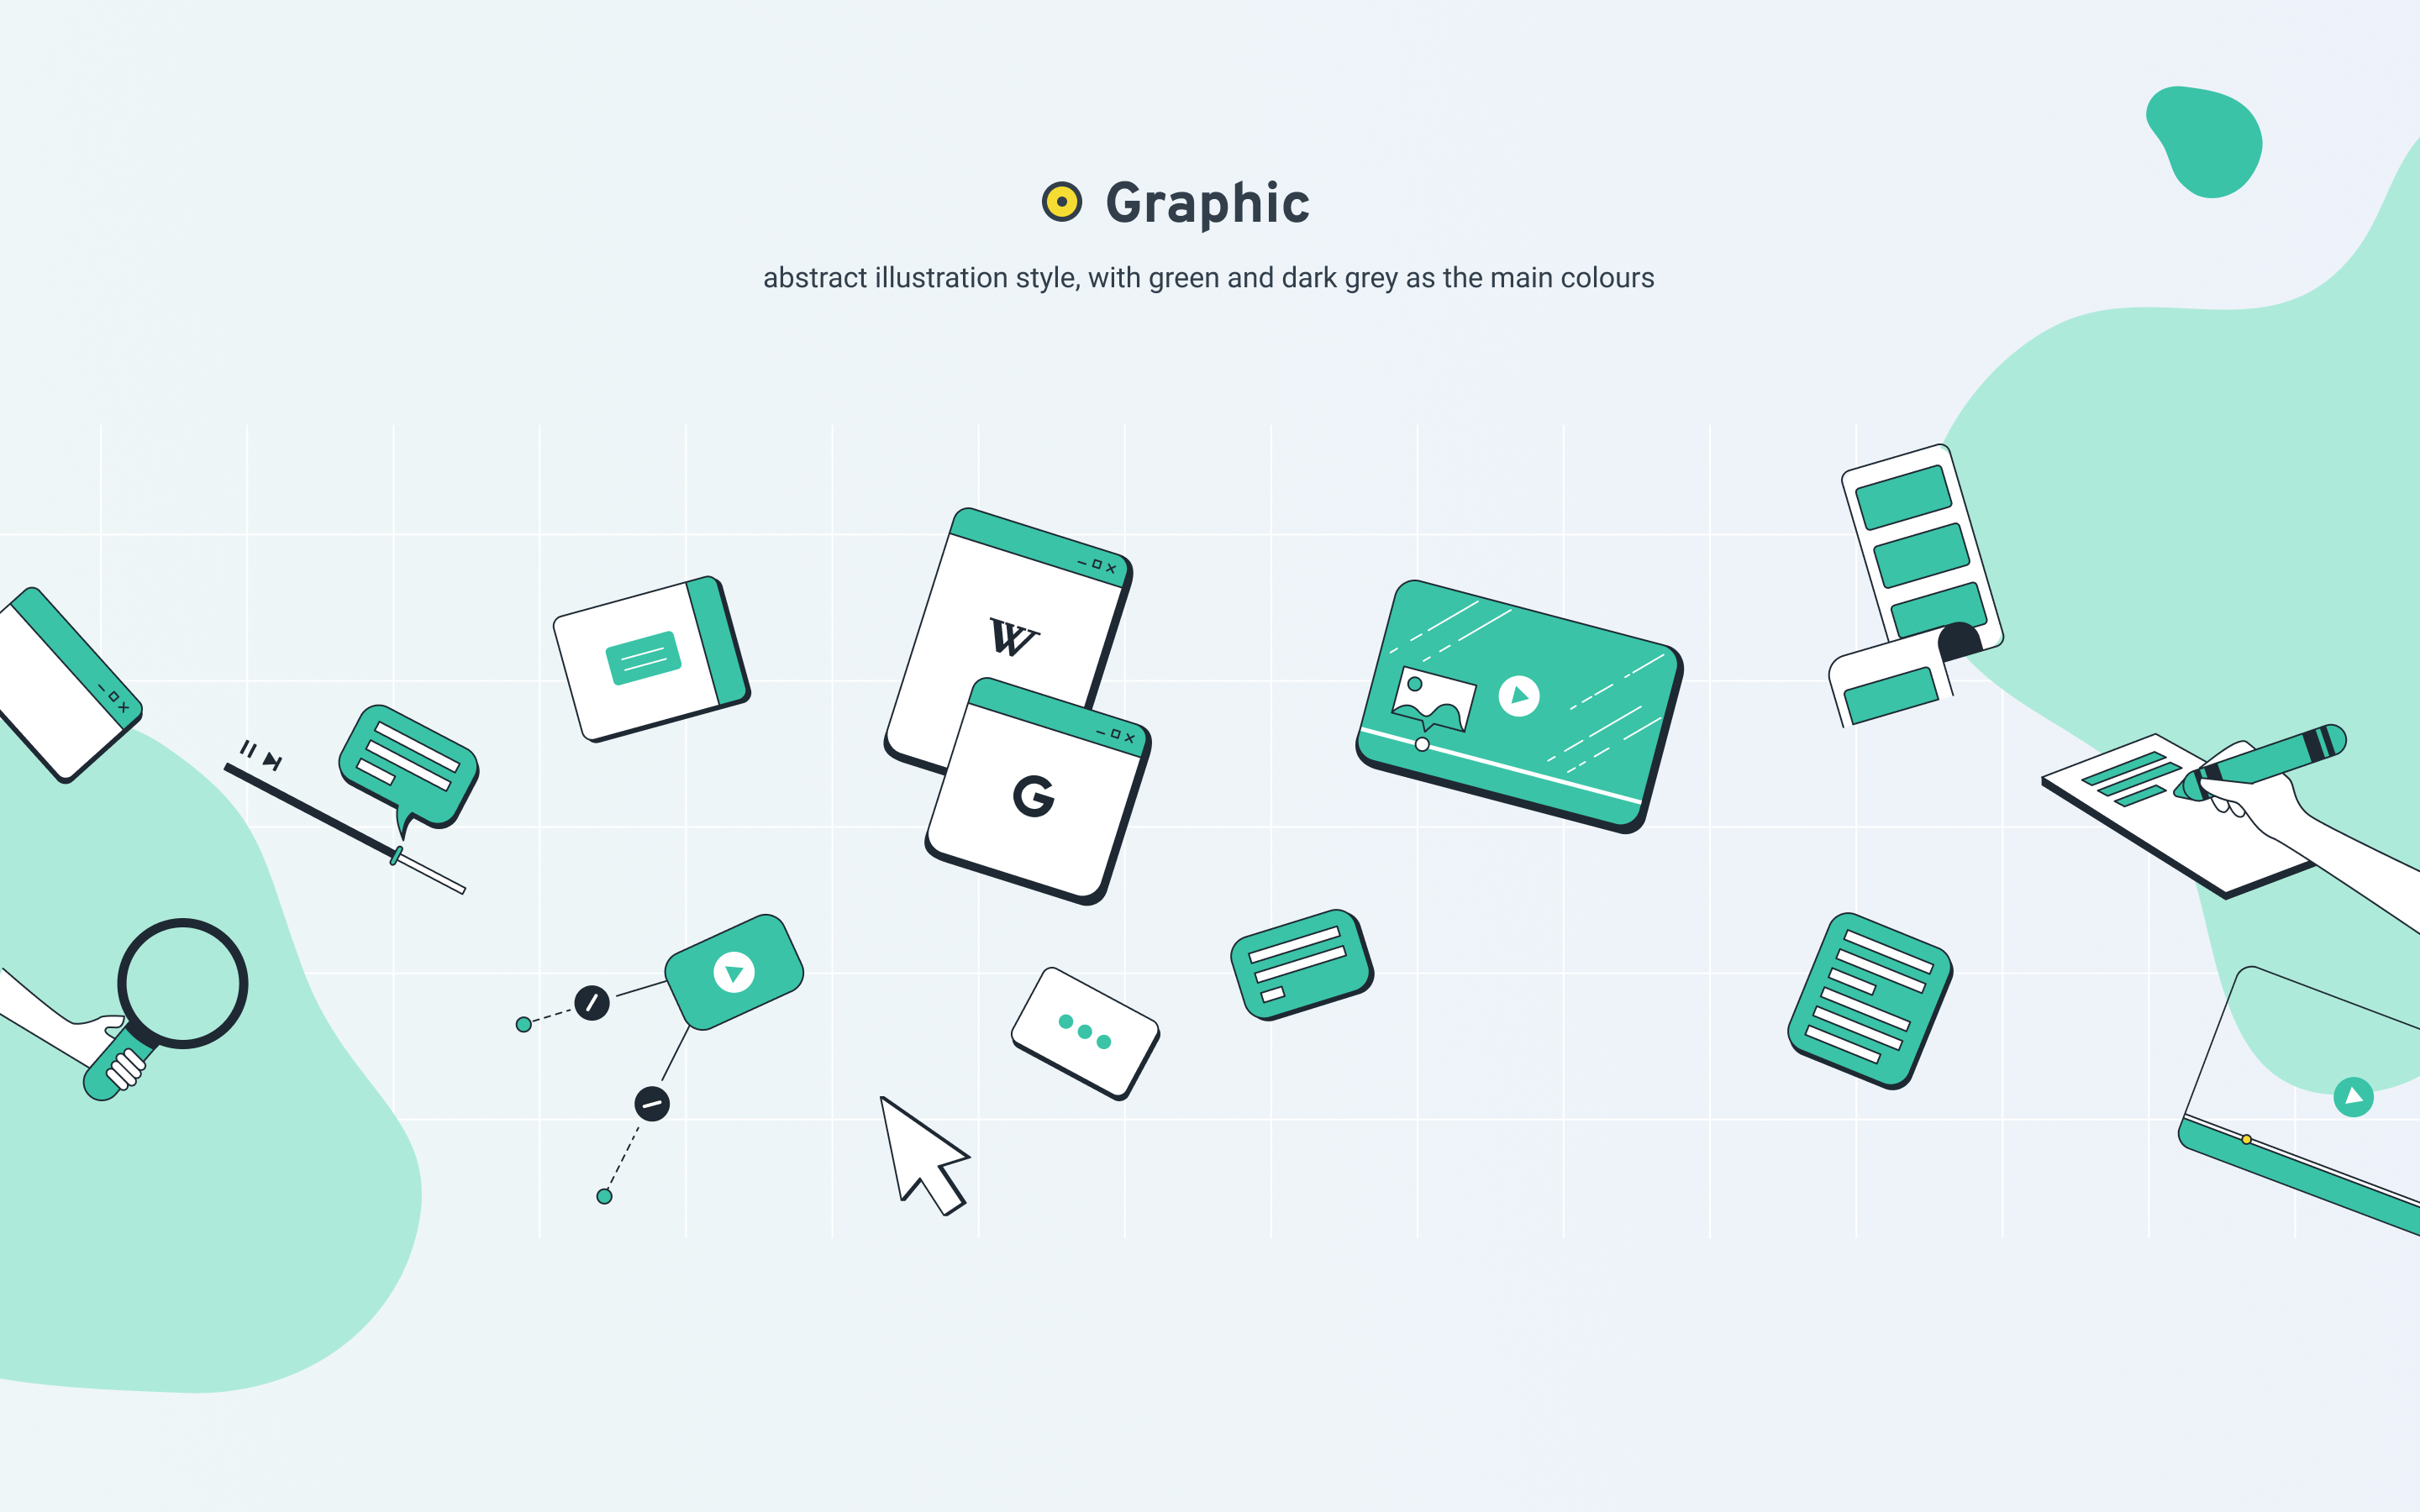 Graphic
abstract illustration style, with green and dark grey as the main colours
W
G